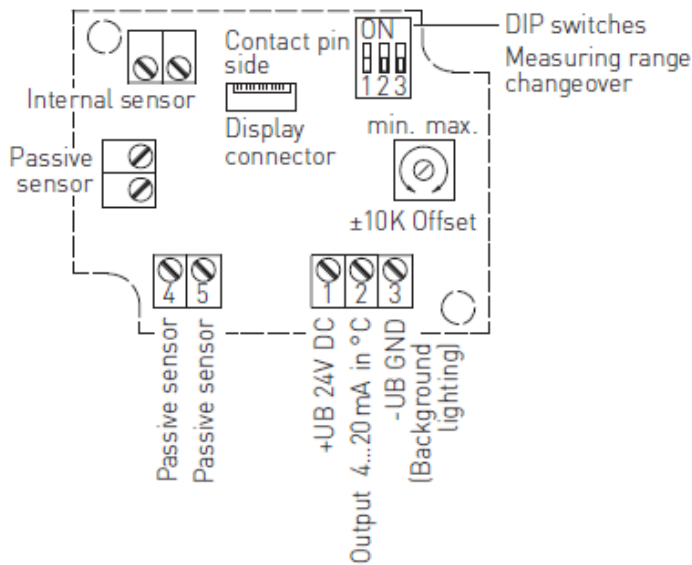 ON
1 2 3
DIP switches
Measuring range
changeover
Contact pin
side
Internal sensor
Display
connector
min. max.
Passive
sensor
±10K Offset
4 5
1 2 3
Passive sensor
Passive sensor
+UB 24V DC
Output 4...20 mA in °C
-UB GND
(Background
lighting)